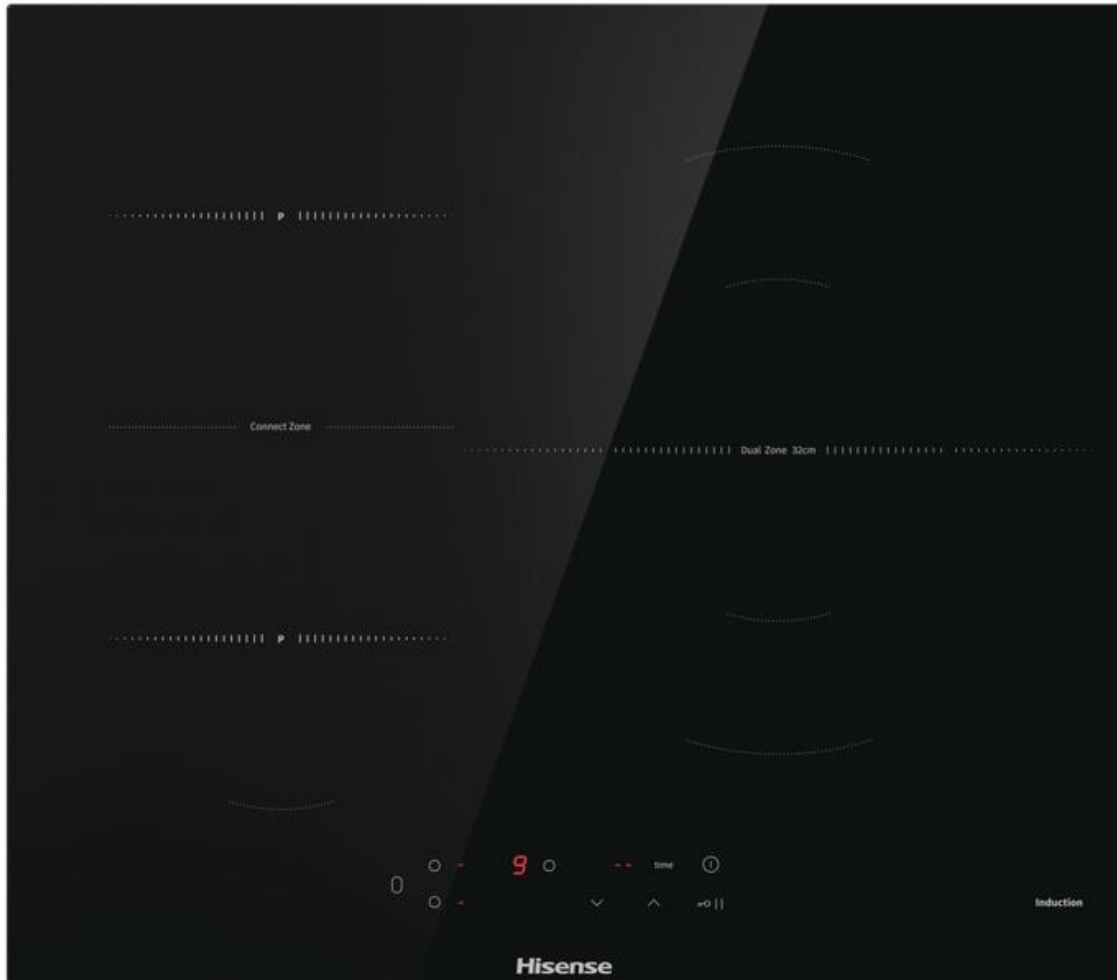 P
Connect Zone
Dual Zone 32cm
P
- 9 -- time
-
Induction
Hisense